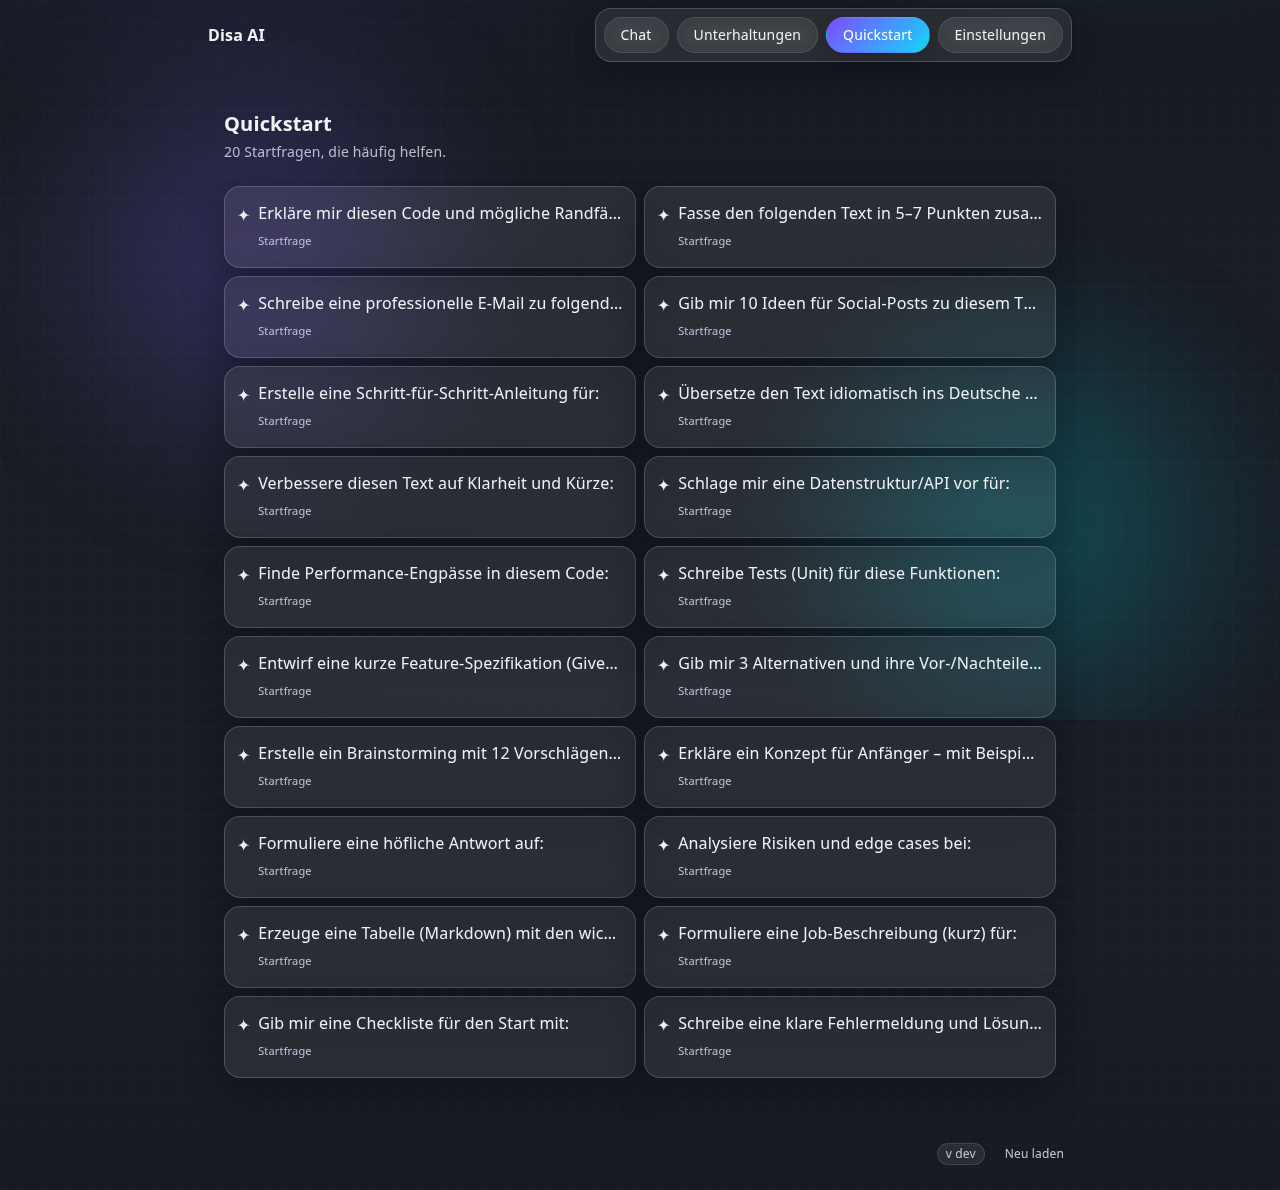 Disa AI
Chat
Unterhaltungen
Quickstart
Einstellungen
Quickstart
20 Startfragen, die häufig helfen.
✦ Erkläre mir diesen Code und mögliche Randfä...
Startfrage
✦ Fasse den folgenden Text in 5–7 Punkten zusa...
Startfrage
✦ Schreibe eine professionelle E-Mail zu folgend...
Startfrage
✦ Gib mir 10 Ideen für Social-Posts zu diesem T...
Startfrage
✦ Erstelle eine Schritt-für-Schritt-Anleitung für:
Startfrage
✦ Übersetze den Text idiomatisch ins Deutsche ...
Startfrage
✦ Verbessere diesen Text auf Klarheit und Kürze:
Startfrage
✦ Schlage mir eine Datenstruktur/API vor für:
Startfrage
✦ Finde Performance-Engpässe in diesem Code:
Startfrage
✦ Schreibe Tests (Unit) für diese Funktionen:
Startfrage
✦ Entwirf eine kurze Feature-Spezifikation (Give...
Startfrage
✦ Gib mir 3 Alternativen und ihre Vor-/Nachteile...
Startfrage
✦ Erstelle ein Brainstorming mit 12 Vorschlägen...
Startfrage
✦ Erkläre ein Konzept für Anfänger – mit Beispi...
Startfrage
✦ Formuliere eine höfliche Antwort auf:
Startfrage
✦ Analysiere Risiken und edge cases bei:
Startfrage
✦ Erzeuge eine Tabelle (Markdown) mit den wic...
Startfrage
✦ Formuliere eine Job-Beschreibung (kurz) für:
Startfrage
✦ Gib mir eine Checkliste für den Start mit:
Startfrage
✦ Schreibe eine klare Fehlermeldung und Lösun...
Startfrage
v dev
Neu laden